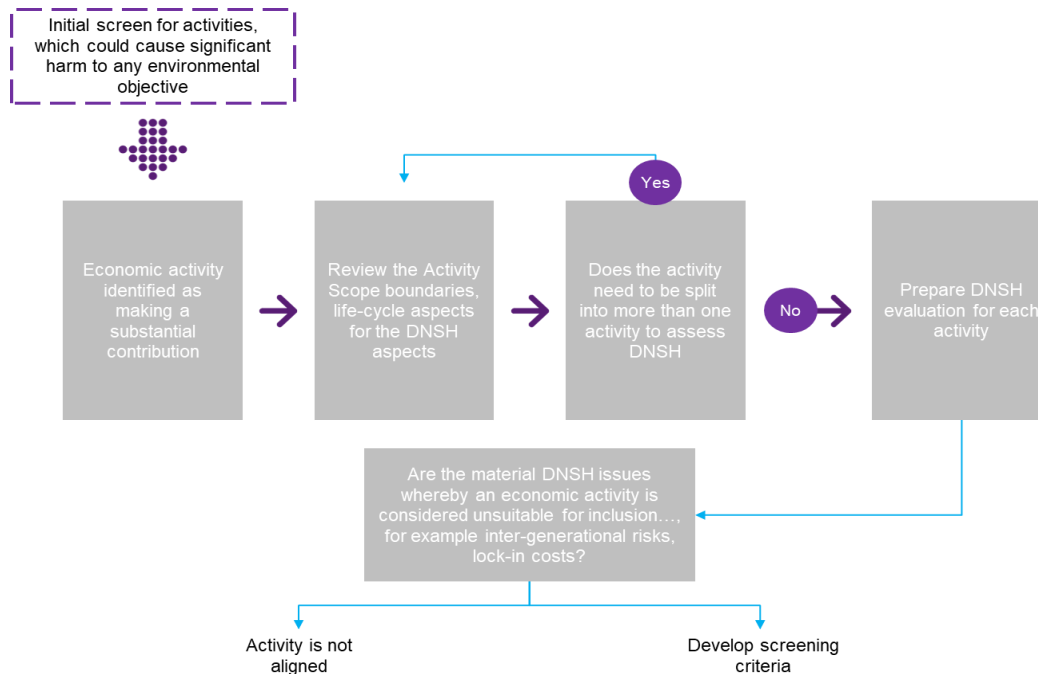 Initial screen for activities,
which could cause significant
harm to any environmental
objective
Yes
Economic activity
identified as
making a
substantial
contribution
Review the Activity
Scope boundaries,
life-cycle aspects
for the DNSH
aspects
Does the activity
need to be split
into more than one
activity to assess
DNSH
No
Prepare DNSH
evaluation for each
activity
Are the material DNSH issues
whereby an economic activity is
considered unsuitable for inclusion…,
for example inter-generational risks,
lock-in costs?
Activity is not
aligned
Develop screening
criteria